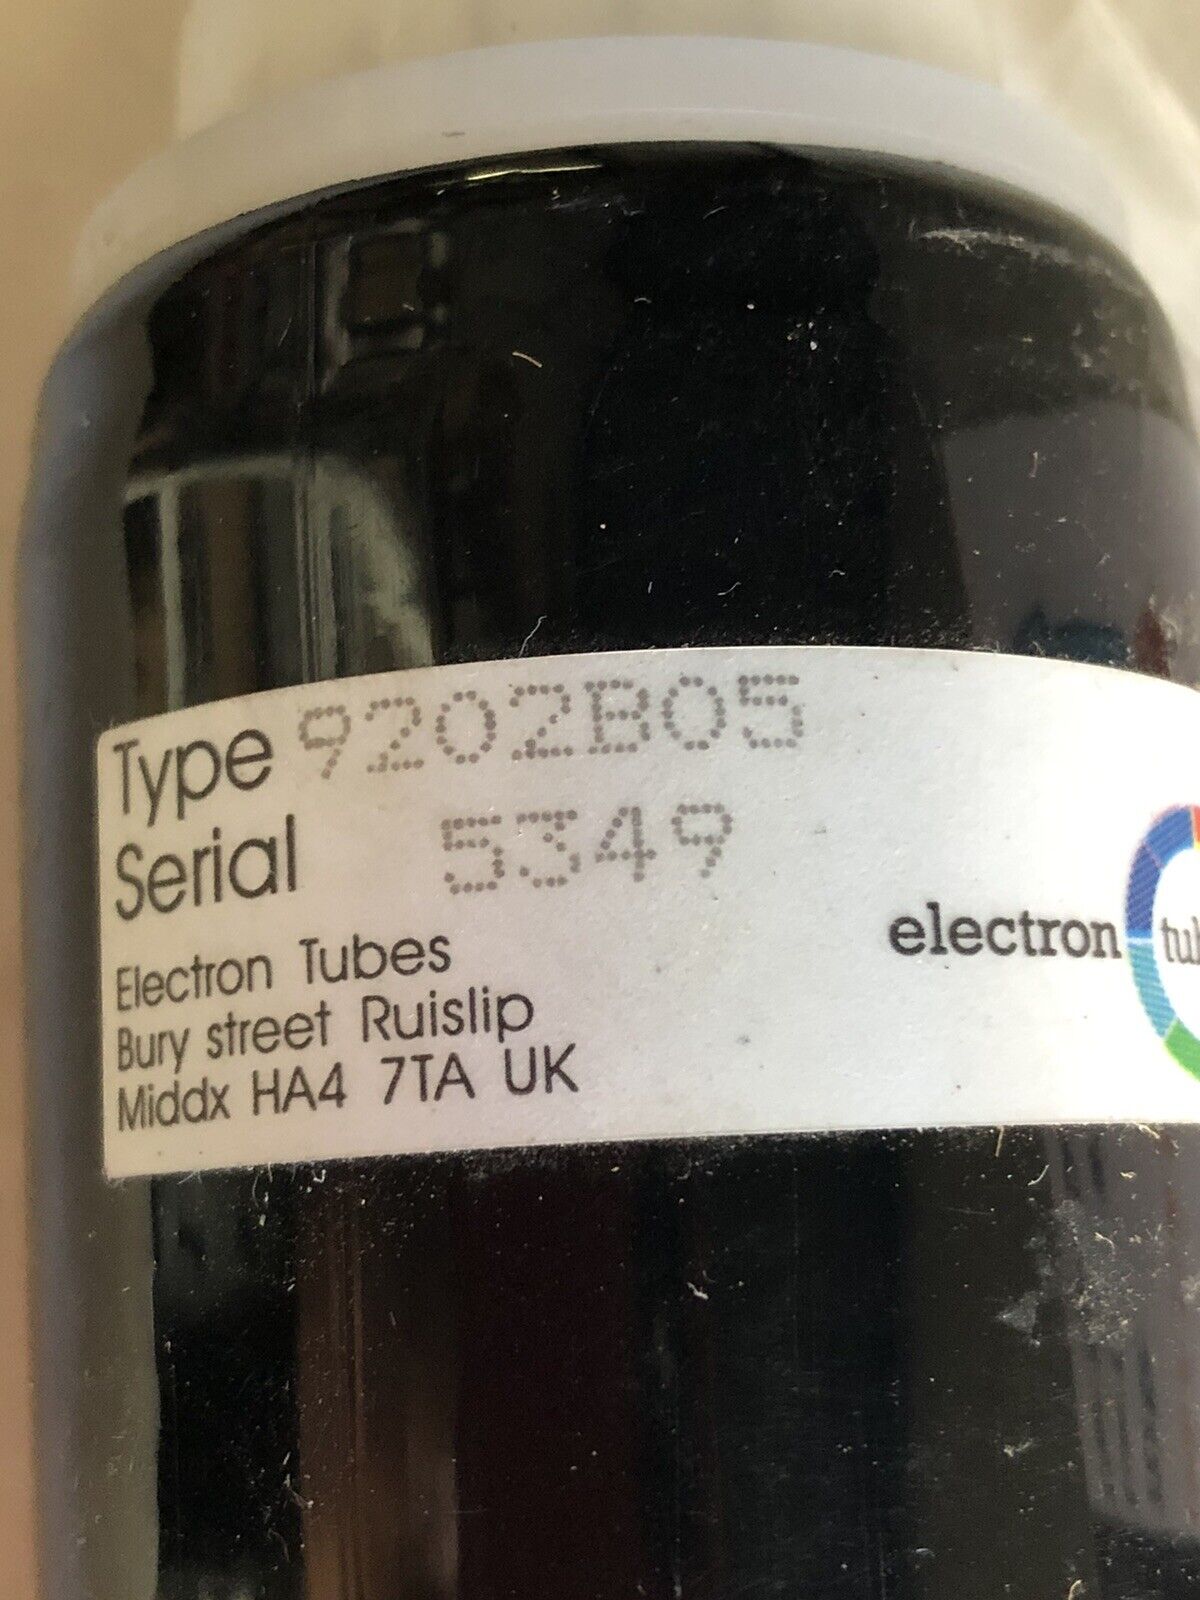 Type 9202B05
Serial 5349
Electron Tubes
Bury street Ruislip
Middx HA4 7TA UK
electron